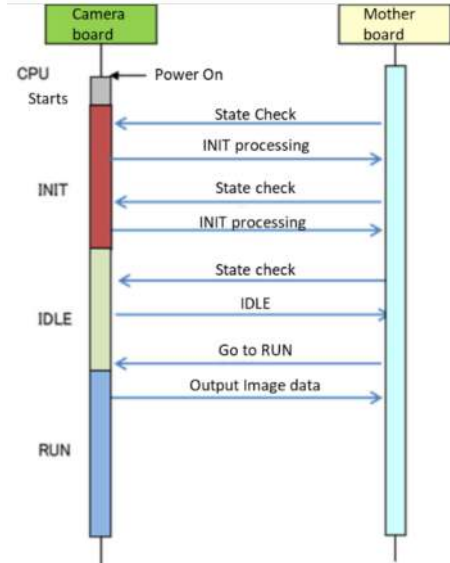 Camera
board
Mother
board
CPU
Power On
Starts
State Check
INIT processing
INIT
State check
INIT processing
State check
IDLE
IDLE
Go to RUN
Output Image data
RUN